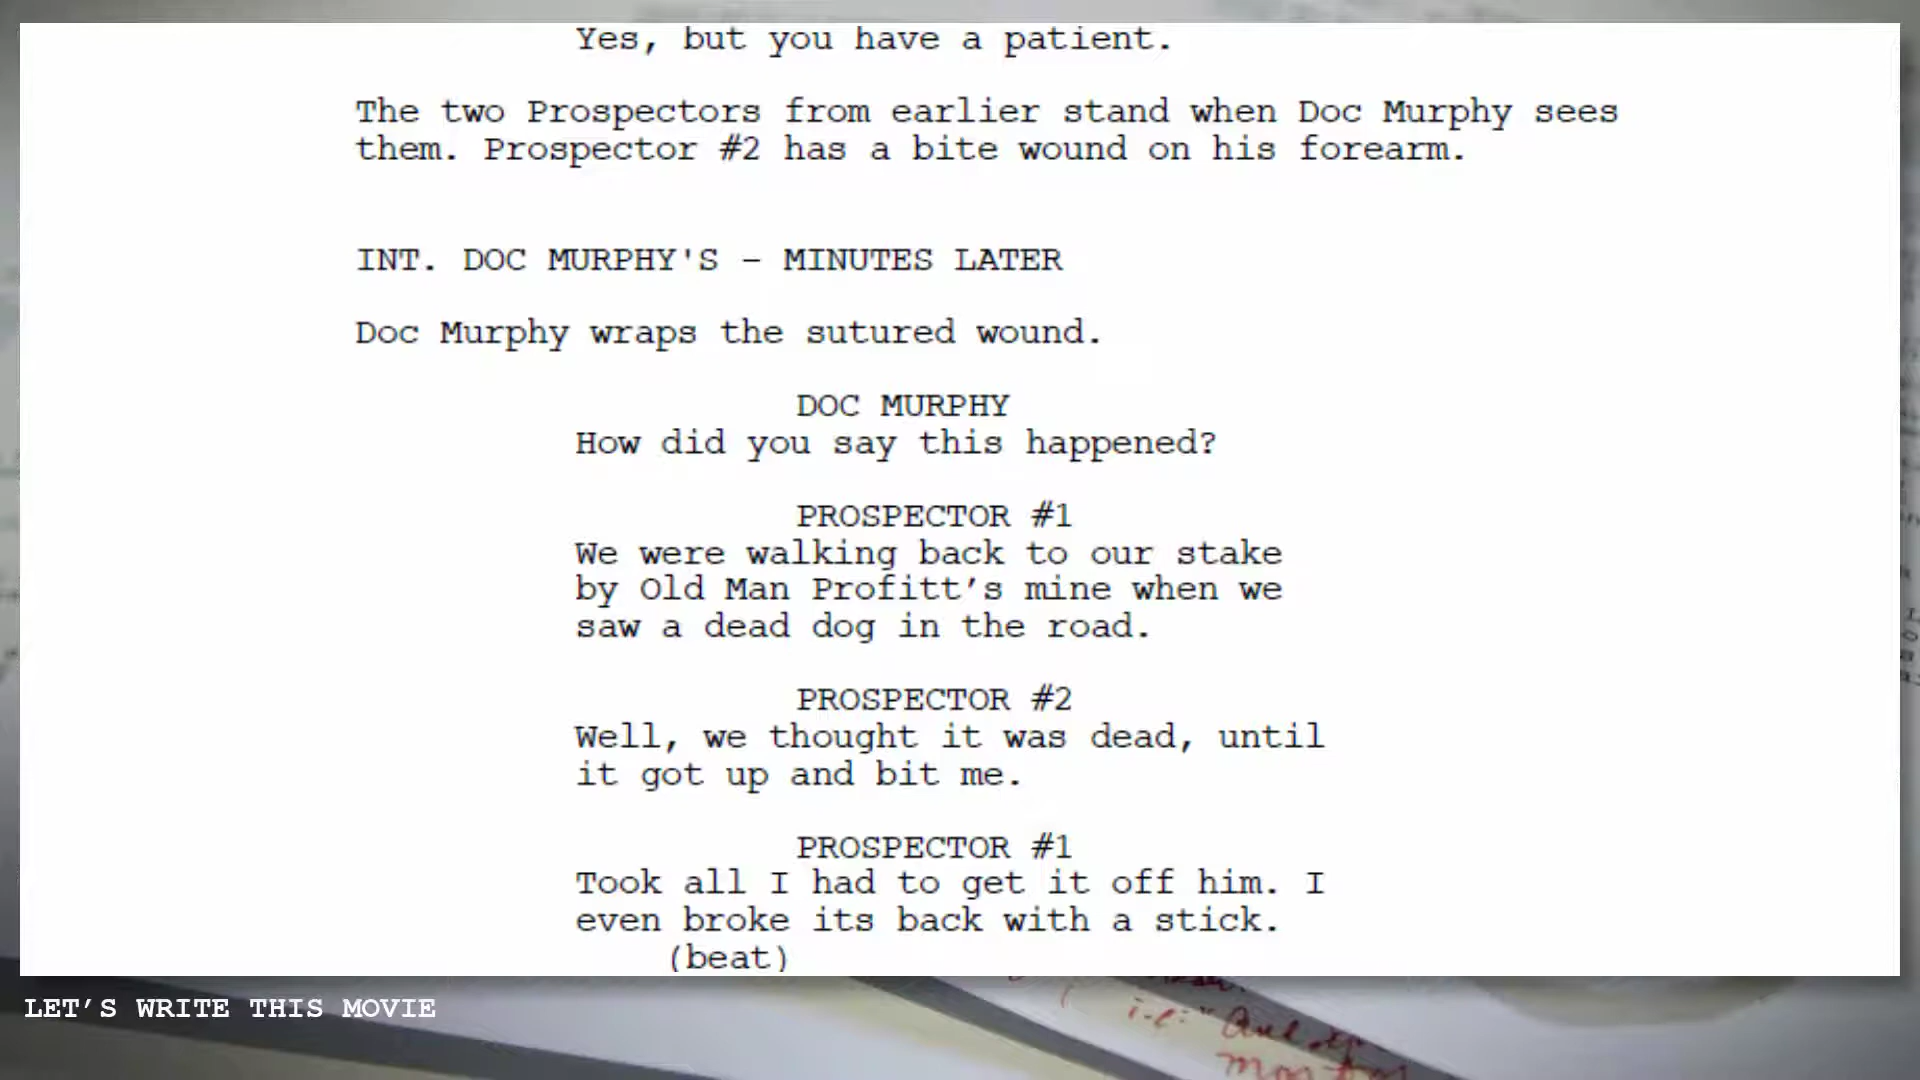 Yes, but you have a patient.
The two Prospectors from earlier stand when Doc Murphy sees
them. Prospector #2 has a bite wound on his forearm.
INT. DOC MURPHY'S – MINUTES LATER
Doc Murphy wraps the sutured wound.
DOC MURPHY
How did you say this happened?
PROSPECTOR #1
We were walking back to our stake
by Old Man Profitt’s mine when we
saw a dead dog in the road.
PROSPECTOR #2
Well, we thought it was dead, until
it got up and bit me.
PROSPECTOR #1
Took all I had to get it off him. I
even broke its back with a stick.
(beat)
LET’S WRITE THIS MOVIE